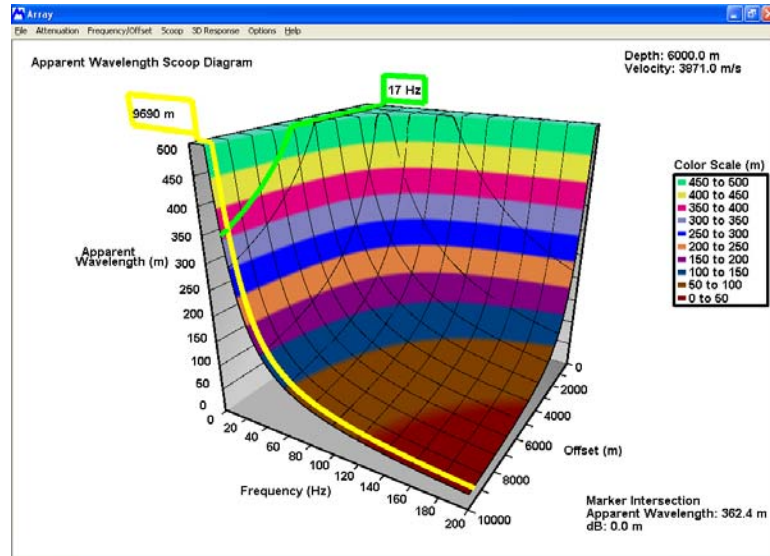 Array
File Attenuation Frequency/Offset Scoop 3D Response Options Help
Apparent Wavelength Scoop Diagram
Depth: 6000.0 m
Velocity: 3871.0 m/s
17 Hz
9690 m
500
450
400
350
300
250
200
150
100
50
0
Apparent
Wavelength (m)
Color Scale (m)
450 to 500
400 to 450
350 to 400
300 to 350
250 to 300
200 to 250
150 to 200
100 to 150
50 to 100
0 to 50
0
20
40
60
80
100
120
140
160
180
200
Frequency (Hz)
0
2000
4000
6000
8000
10000
Offset (m)
Marker Intersection
Apparent Wavelength: 362.4 m
dB: 0.0 m